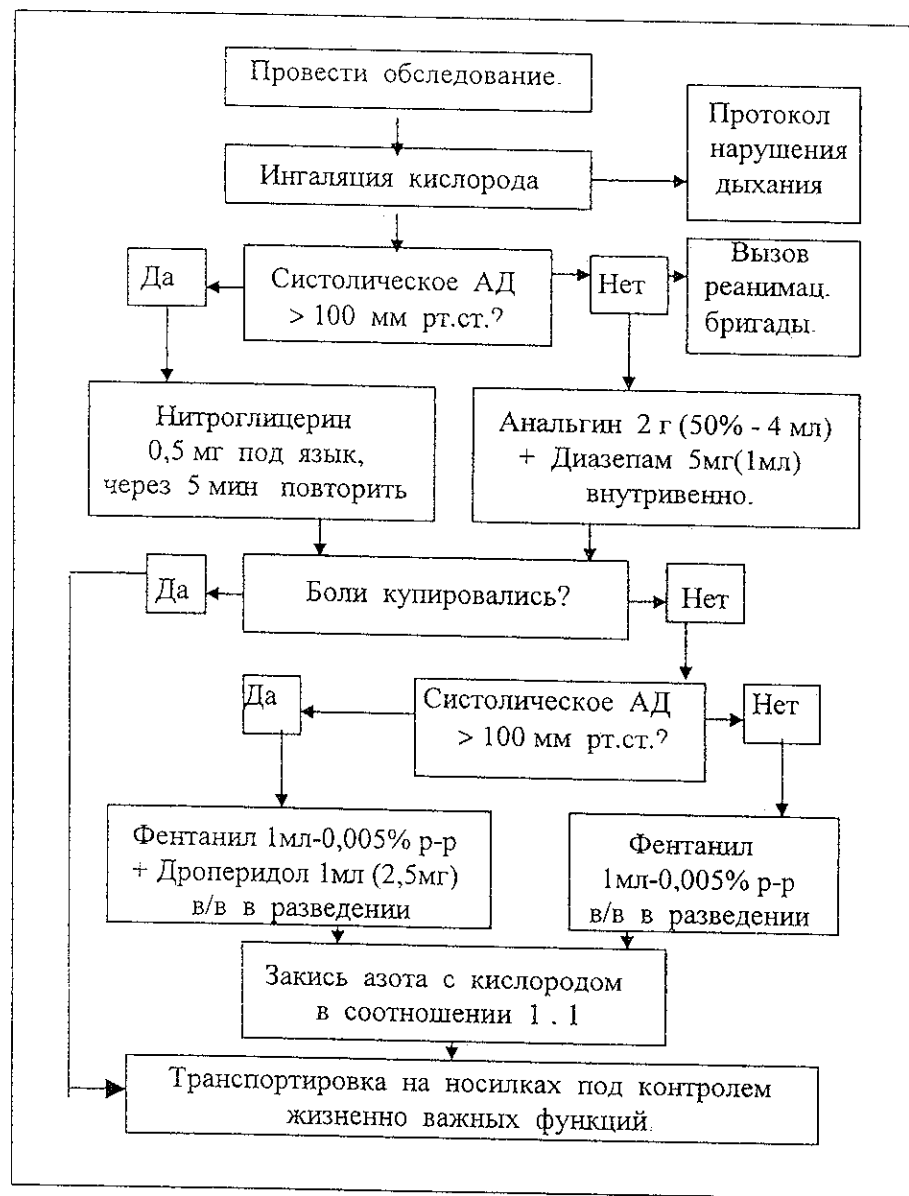 Провести обследование.
Ингаляция кислорода
Протокол
нарушения
дыхания
Да
Систолическое АД
> 100 мм рт.ст.?
Нет
Вызов
реанимац.
бригады.
Нитроглицерин
0,5 мг под язык,
через 5 мин повторить
Анальгин 2 г (50% - 4 мл)
+ Диазепам 5мг(1мл)
внутривенно.
Да
Боли купировались?
Нет
Да
Систолическое АД
> 100 мм рт.ст.?
Нет
Фентанил 1мл-0,005% р-р
+ Дроперидол 1мл (2,5мг)
в/в в разведении
Фентанил
1мл-0,005% р-р
в/в в разведении
Закись азота с кислородом
в соотношении 1 . 1
Транспортировка на носилках под контролем
жизненно важных функций.